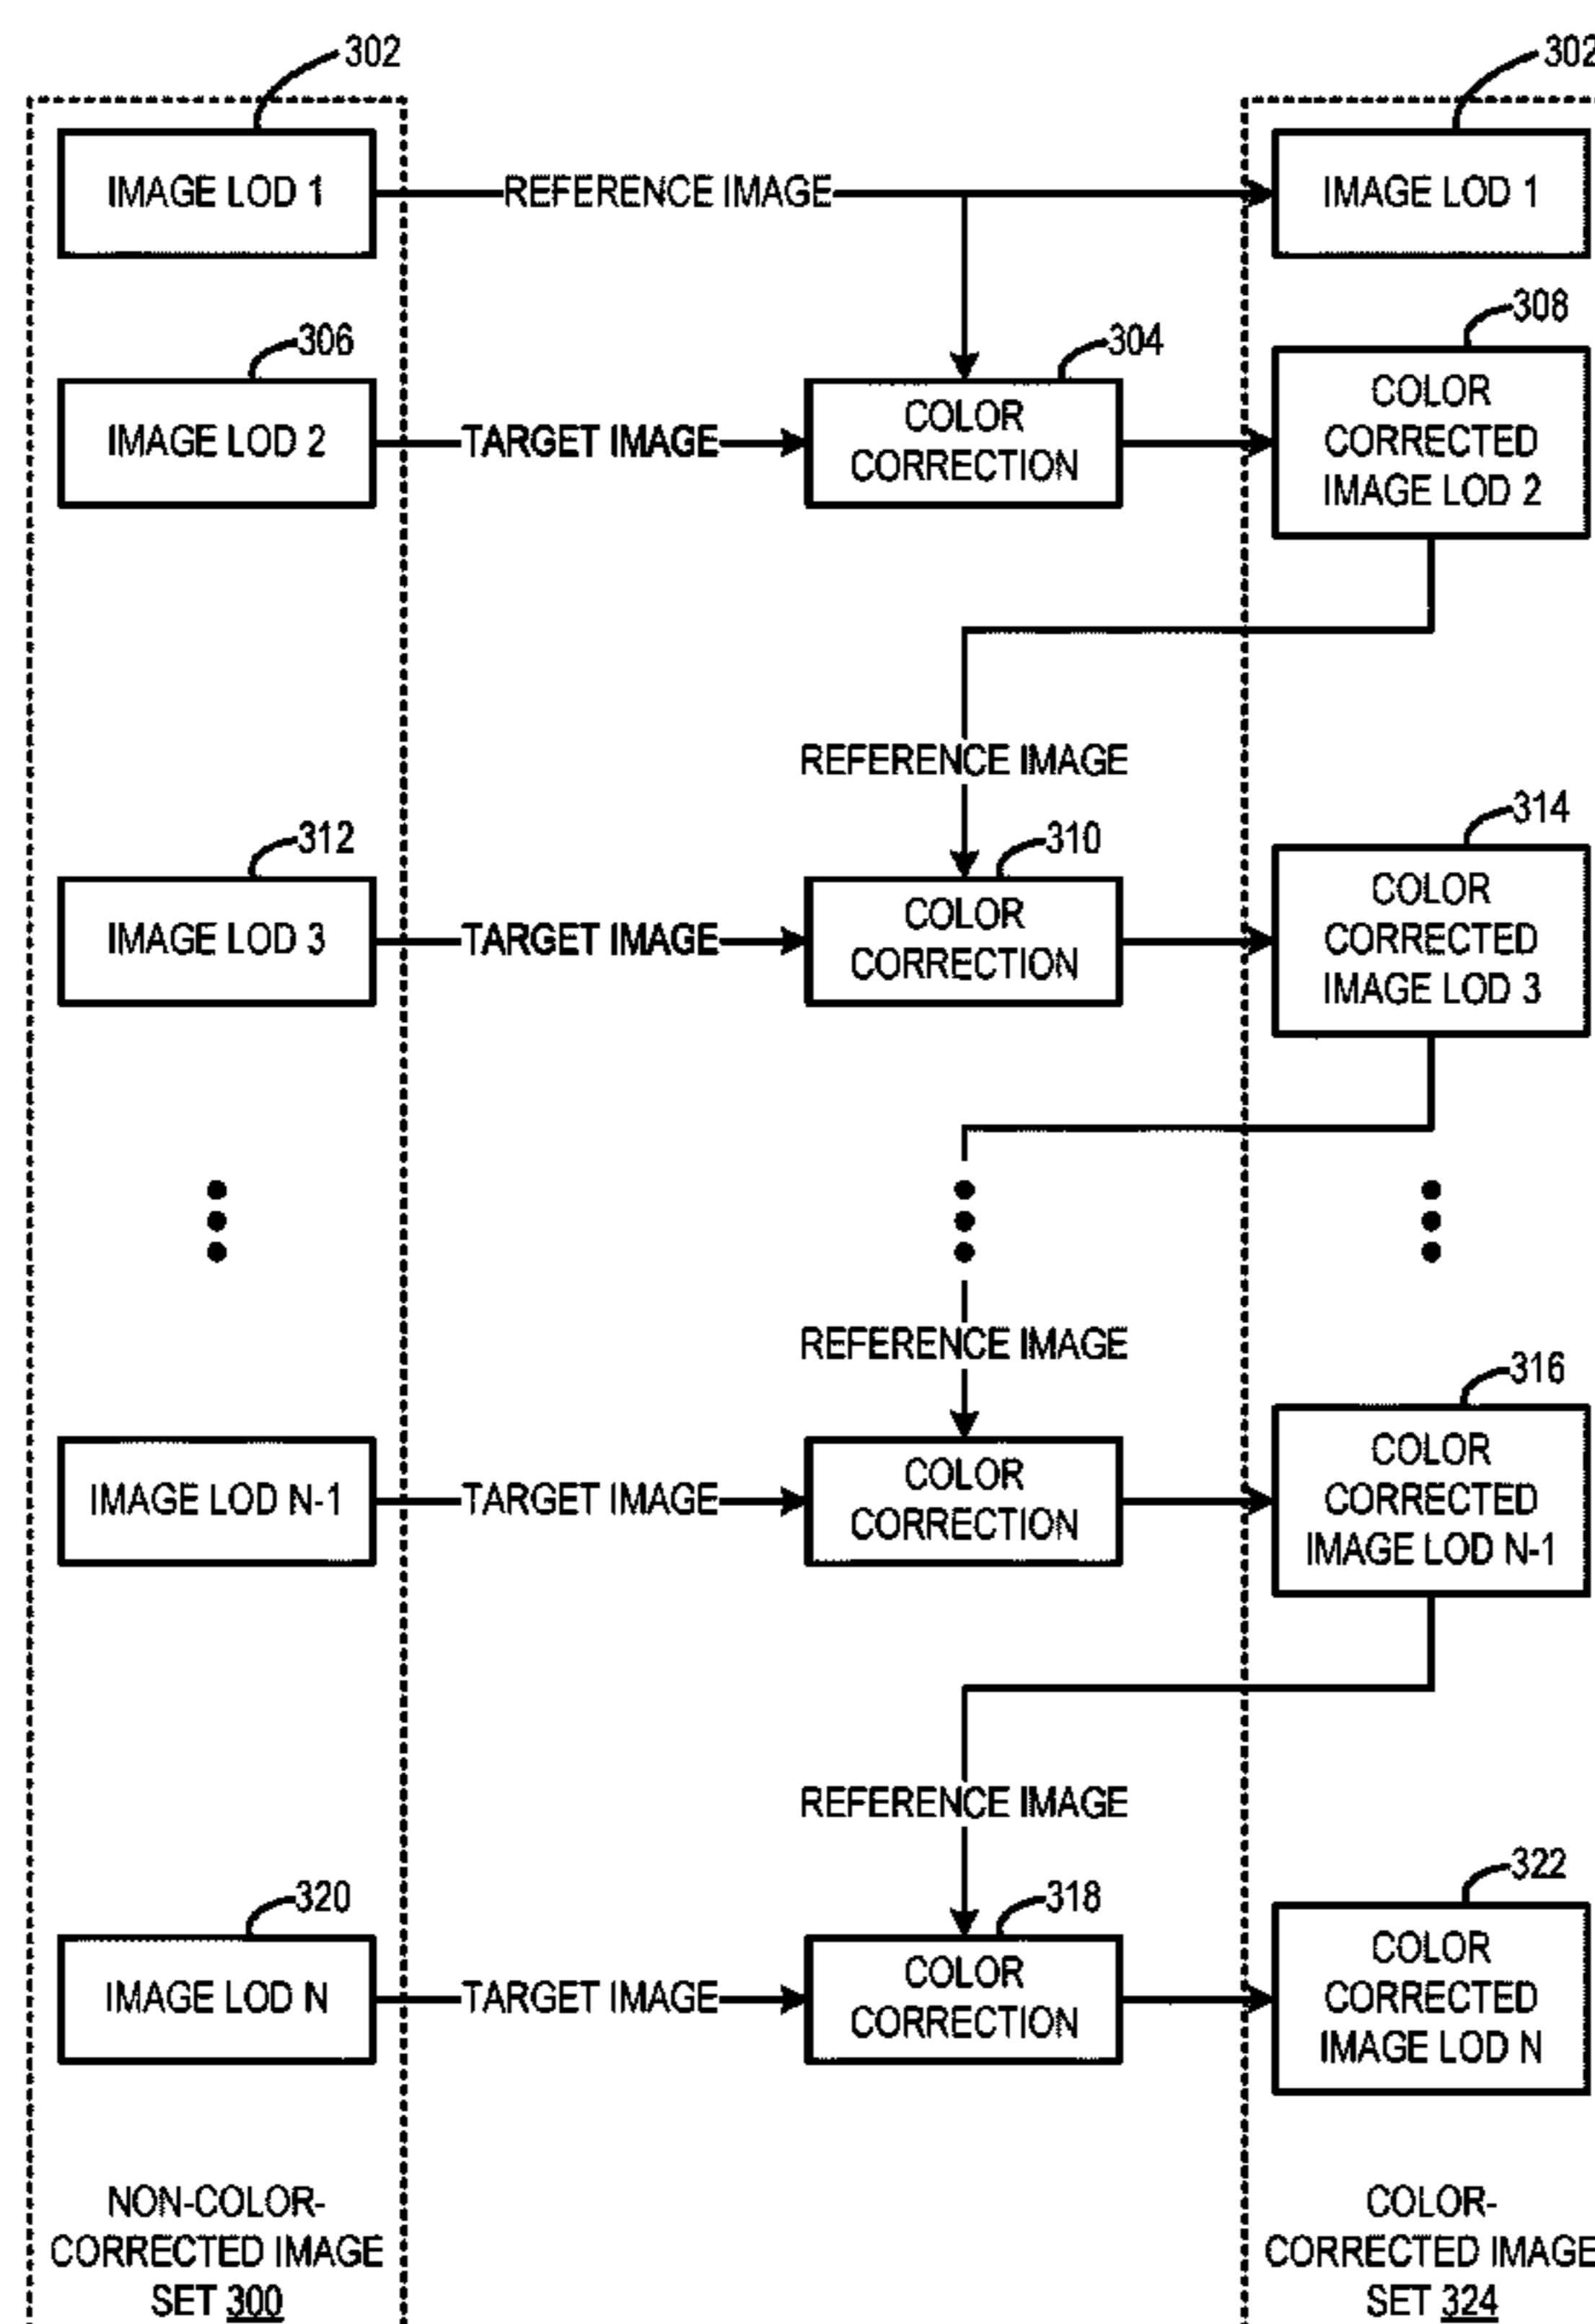 302
302
IMAGE LOD 1
REFERENCE IMAGE
IMAGE LOD 1
306
304
308
IMAGE LOD 2
TARGET IMAGE
COLOR
CORRECTION
COLOR
CORRECTED
IMAGE LOD 2
REFERENCE IMAGE
312
310
314
IMAGE LOD 3
TARGET IMAGE
COLOR
CORRECTION
COLOR
CORRECTED
IMAGE LOD 3
REFERENCE IMAGE
316
IMAGE LOD N-1
TARGET IMAGE
COLOR
CORRECTION
COLOR
CORRECTED
IMAGE LOD N-1
REFERENCE IMAGE
320
318
322
IMAGE LOD N
TARGET IMAGE
COLOR
CORRECTION
COLOR
CORRECTED
IMAGE LOD N
NON-COLOR-
CORRECTED IMAGE
SET 300
COLOR-
CORRECTED IMAGE
SET 324